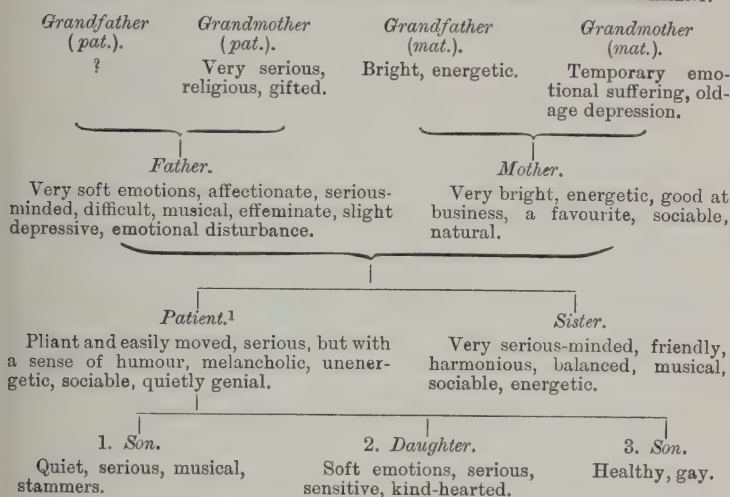 Grandfather
(pat.).
?
Grandmother
(pat.).
Very serious,
religious, gifted.
Grandfather
(mat.).
Bright, energetic.
Grandmother
(mat.).
Temporary emo-
tional suffering, old-
age depression.
Father.
Very soft emotions, affectionate, serious-
minded, difficult, musical, effeminate, slight
depressive, emotional disturbance.
Mother.
Very bright, energetic, good at
business, a favourite, sociable,
natural.
Patient.¹
Pliant and easily moved, serious, but with
a sense of humour, melancholic, unener-
getic, sociable, quietly genial.
Sister.
Very serious-minded, friendly,
harmonious, balanced, musical,
sociable, energetic.
1. Son.
Quiet, serious, musical,
stammers.
2. Daughter.
Soft emotions, serious,
sensitive, kind-hearted.
3. Son.
Healthy, gay.